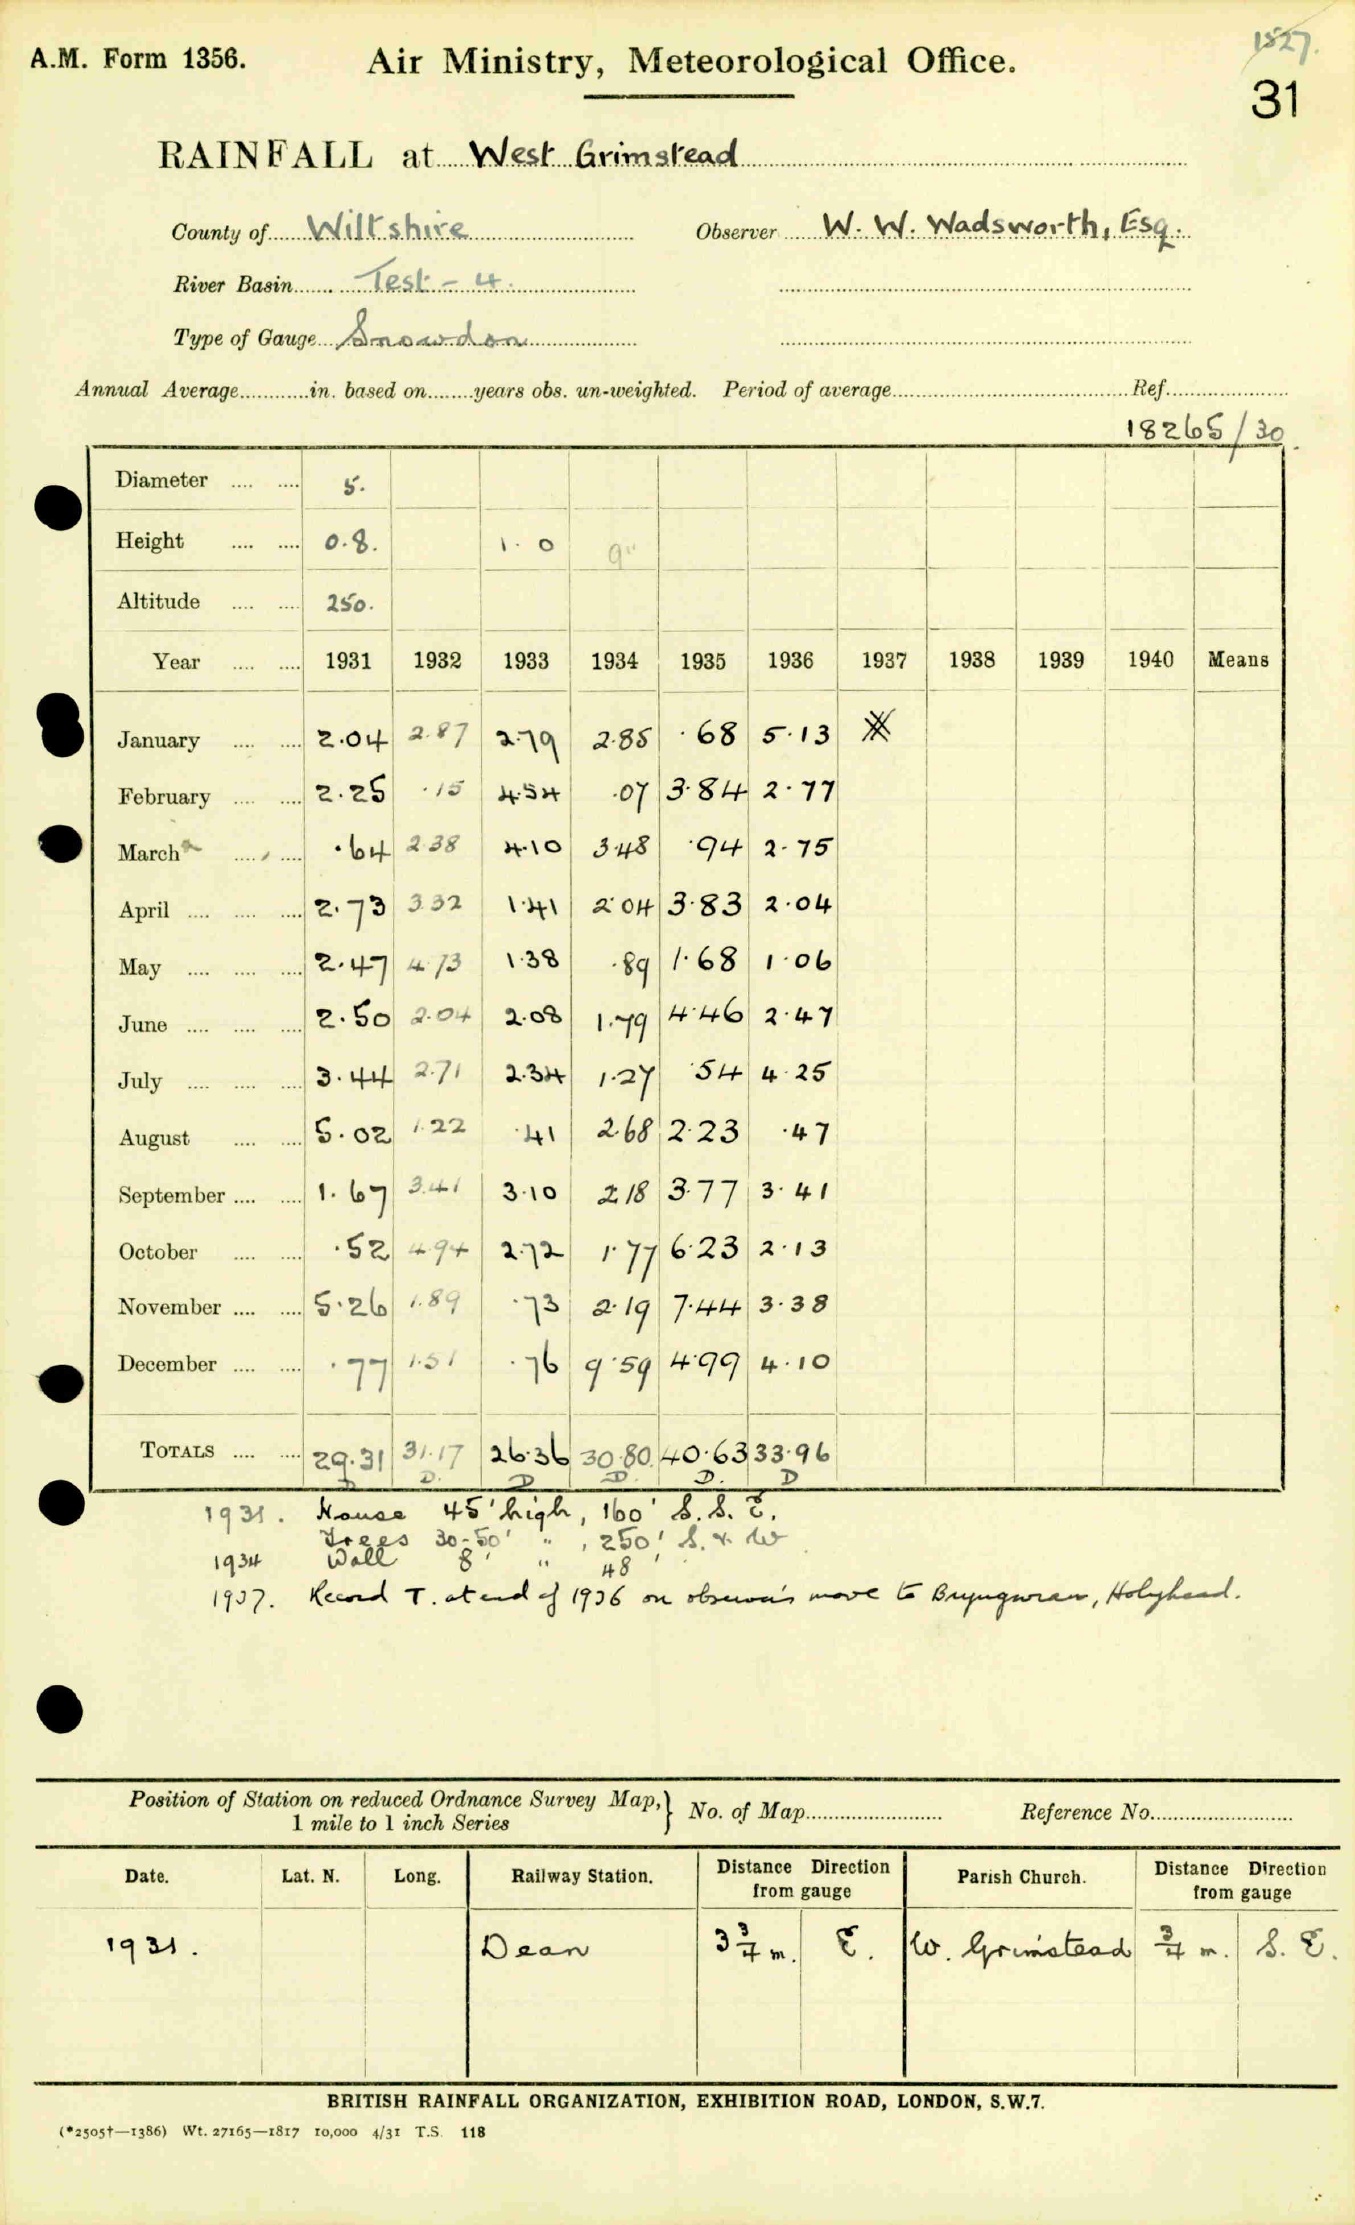 1827.
A.M. Form 1356. Air Ministry, Meteorological Office.
31
RAINFALL at West Grimstead
County of Wiltshire Observer W. W. Wadsworth, Esq.
River Basin Test - 4.
Type of Gauge Snowdon
Annual Average in. based on years obs. un-weighted. Period of average Ref.
18265/30.
Diameter 5.
Height 0.8. 1.0 9"
Altitude 250.
Year 1931 1932 1933 1934 1935 1936 1937 1938 1939 1940 Means
January 2.04 2.87 2.79 2.85 .68 5.13
February 2.25 .15 4.54 .07 3.84 2.77
March .64 2.38 4.10 3.48 .94 2.75
April 2.73 3.32 1.41 2.04 3.83 2.04
May 2.47 4.73 1.38 .89 1.68 1.06
June 2.50 2.04 2.08 1.79 4.46 2.47
July 3.44 2.71 2.34 1.27 .54 4.25
August 5.02 1.22 .41 2.68 2.23 .47
September 1.67 3.41 3.10 2.18 3.77 3.41
October .52 4.94 2.72 1.77 6.23 2.13
November 5.26 1.89 .73 2.19 7.44 3.38
December .77 1.51 .76 9.59 4.99 4.10
TOTALS 29.31 31.17 26.36 30.80 40.63 33.96
D D. D D. D. D
1931. House 45' high, 160' S.S.E.
Trees 30-50' " , 250' S. & W
1934 Wall 8' " 48'
1937. Record T. at end of 1936 on observer's move to Bryngwran, Holyhead.
Position of Station on reduced Ordnance Survey Map, } No. of Map Reference No.
1 mile to 1 inch Series
Date. Lat. N. Long. Railway Station. Distance Direction from gauge Parish Church. Distance Direction from gauge
1931. Dean 3 3/4 m. E. W. Grimstead 3/4 m. S. E.
BRITISH RAINFALL ORGANIZATION, EXHIBITION ROAD, LONDON, S.W.7.
(*2505†—1386) Wt. 27165—1817 10,000 4/31 T.S. 118